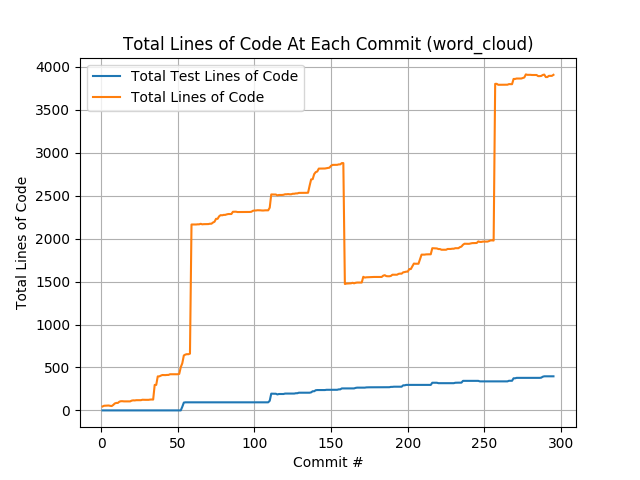 Total Lines of Code At Each Commit (word_cloud)
Total Test Lines of Code
Total Lines of Code
Total Lines of Code
4000
3500
3000
2500
2000
1500
1000
500
0
0 50 100 150 200 250 300
Commit #